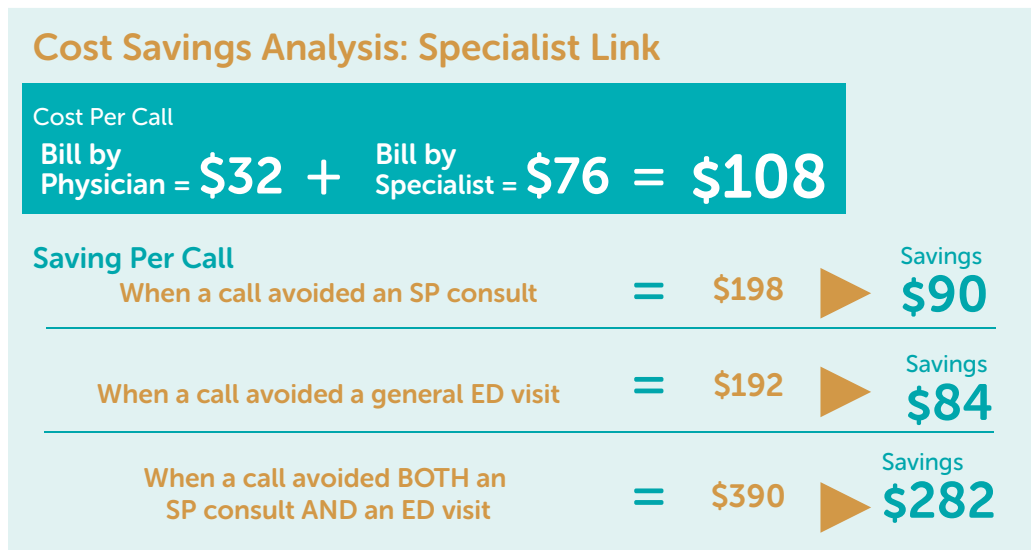 Cost Savings Analysis: Specialist Link
Cost Per Call
Bill by
Physician = $32 + Bill by
Specialist = $76 = $108
Saving Per Call
When a call avoided an SP consult = $198 Savings
$90
When a call avoided a general ED visit = $192 Savings
$84
When a call avoided BOTH an
SP consult AND an ED visit = $390 Savings
$282